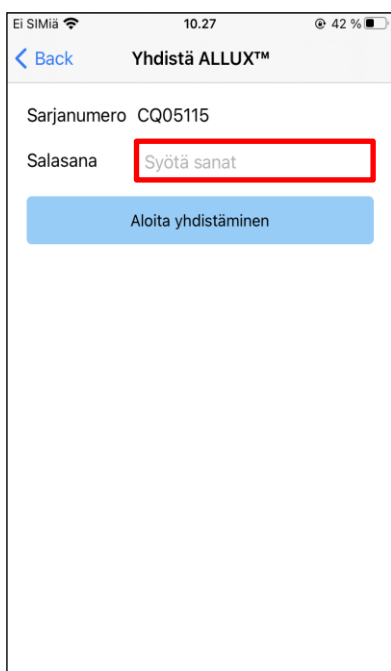 Ei SIMiä 10.27 42 %
Back Yhdistä ALLUX™
Sarjanumero CQ05115
Salasana Syötä sanat
Aloita yhdistäminen